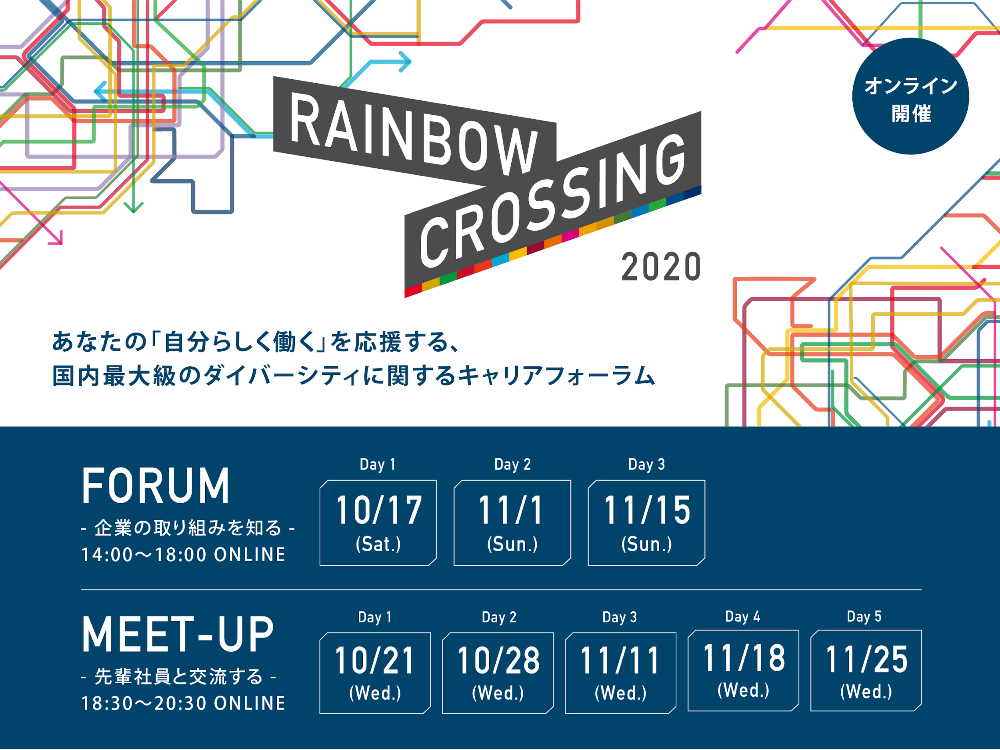 オンライン
開催
RAINBOW
CROSSING
2020
あなたの「自分らしく働く」を応援する、
国内最大級のダイバーシティに関するキャリアフォーラム
FORUM
- 企業の取り組みを知る -
14:00〜18:00 ONLINE
Day 1
10/17
(Sat.)
Day 2
11/1
(Sun.)
Day 3
11/15
(Sun.)
MEET-UP
- 先輩社員と交流する -
18:30〜20:30 ONLINE
Day 1
10/21
(Wed.)
Day 2
10/28
(Wed.)
Day 3
11/11
(Wed.)
Day 4
11/18
(Wed.)
Day 5
11/25
(Wed.)